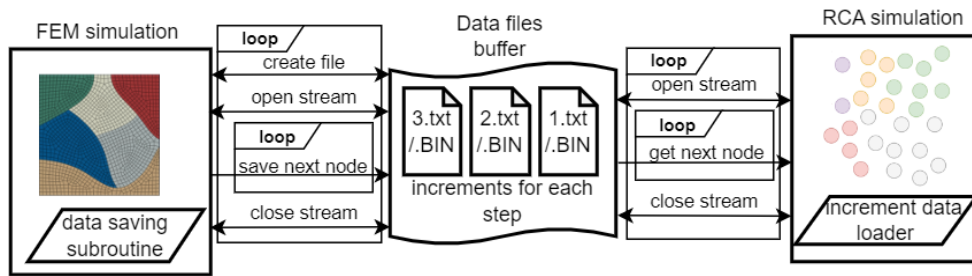 FEM simulation
loop
create file
open stream
loop
save next node
close stream
data saving
subroutine
Data files
buffer
3.txt
/.BIN
2.txt
/.BIN
1.txt
/.BIN
increments for each
step
loop
open stream
loop
get next node
close stream
RCA simulation
increment data
loader